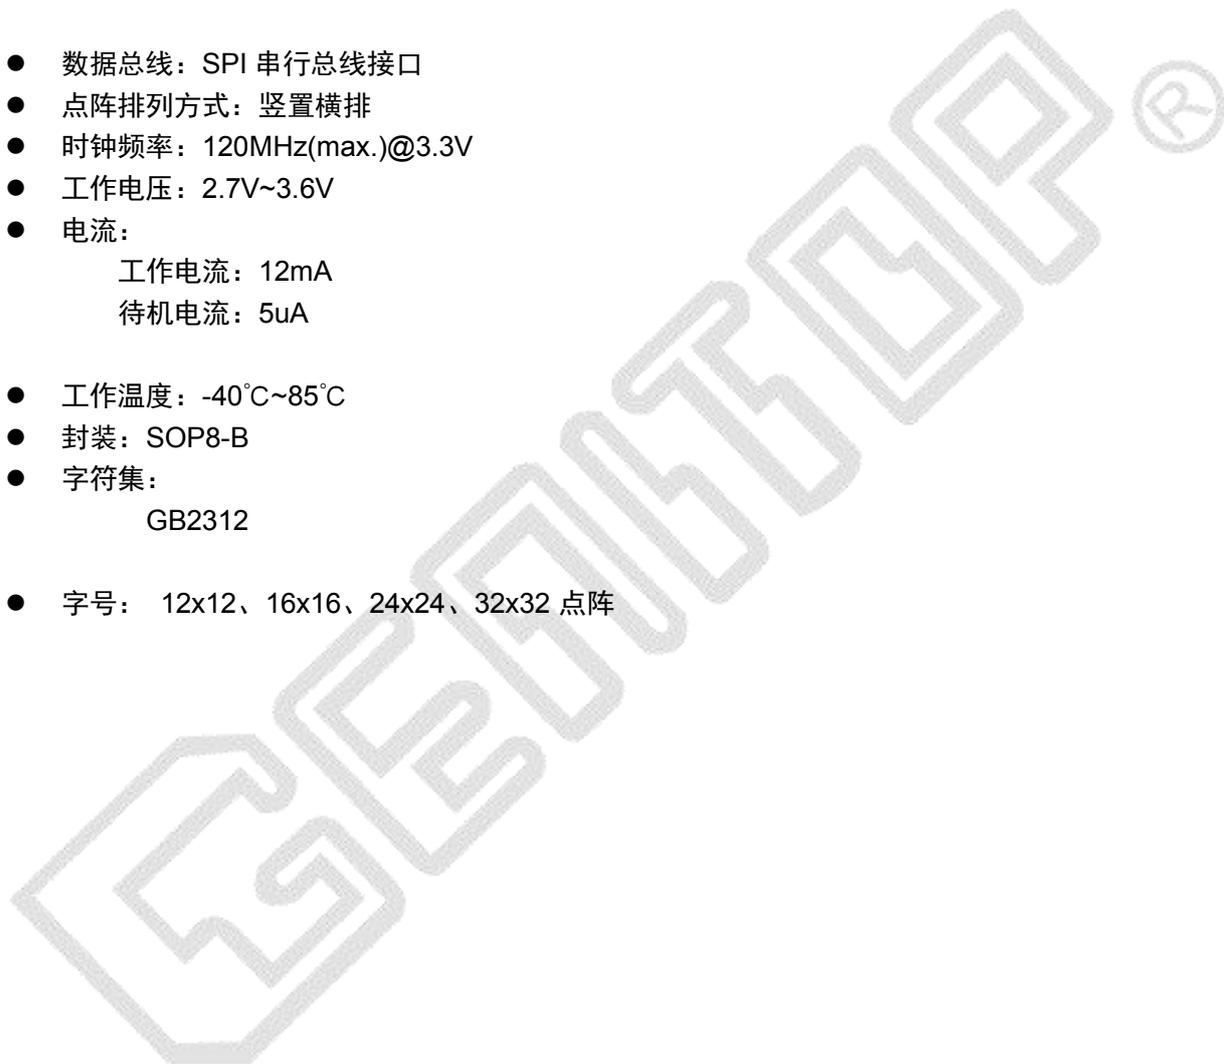 ● 数据总线：SPI 串行总线接口
● 点阵排列方式：竖置横排
● 时钟频率：120MHz(max.)@3.3V
● 工作电压：2.7V~3.6V
● 电流：
工作电流：12mA
待机电流：5uA
● 工作温度：-40℃~85℃
● 封装：SOP8-B
● 字符集：
GB2312
● 字号： 12x12、16x16、24x24、32x32 点阵
GENITOP®